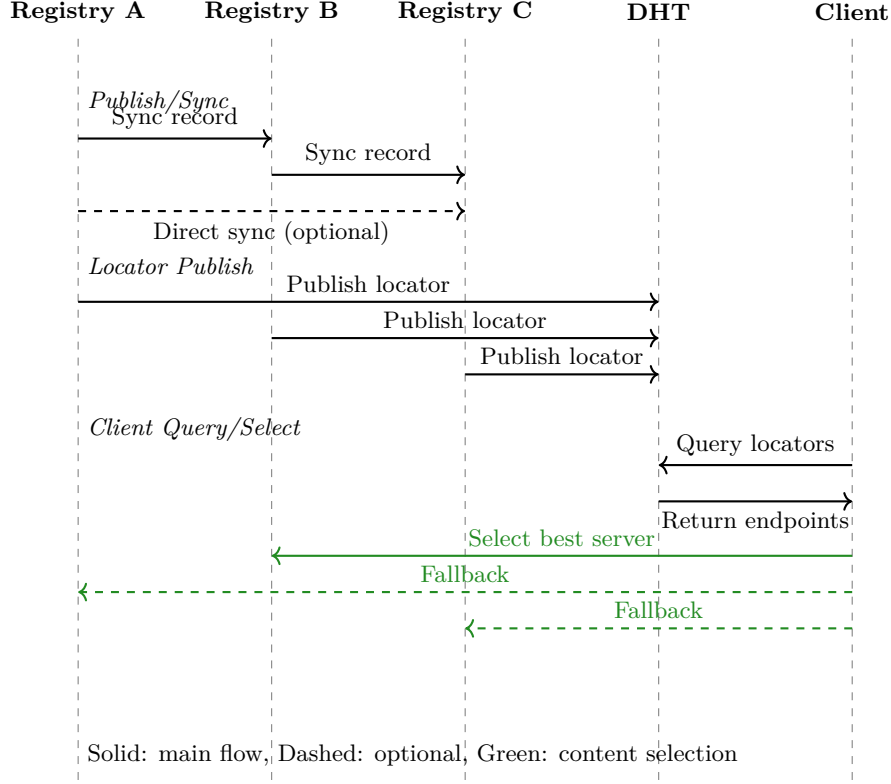 Registry A Registry B Registry C DHT Client
Publish/Sync
Sync record
Sync record
Direct sync (optional)
Locator Publish
Publish locator
Publish locator
Publish locator
Client Query/Select
Query locators
Return endpoints
Select best server
Fallback
Fallback
Solid: main flow, Dashed: optional, Green: content selection